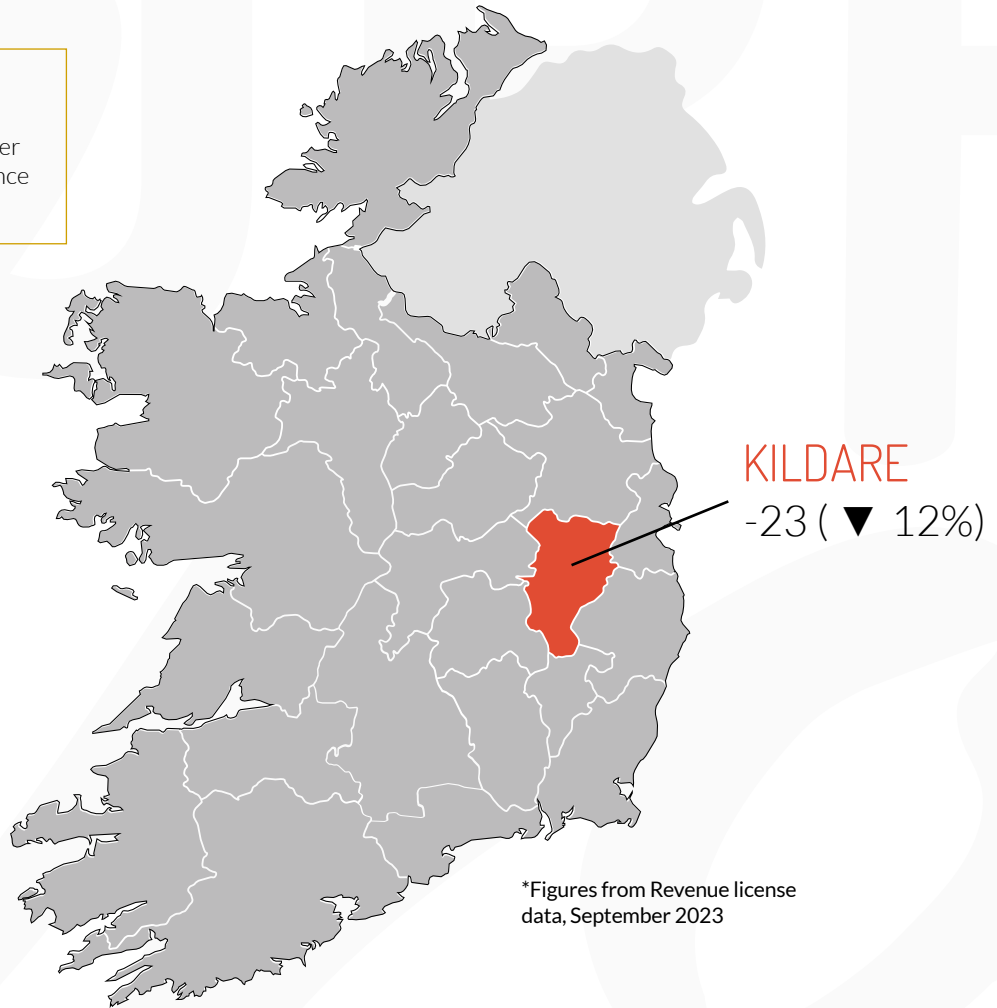 er
nce
KILDARE
-23 ( ▼ 12%)
*Figures from Revenue license
data, September 2023